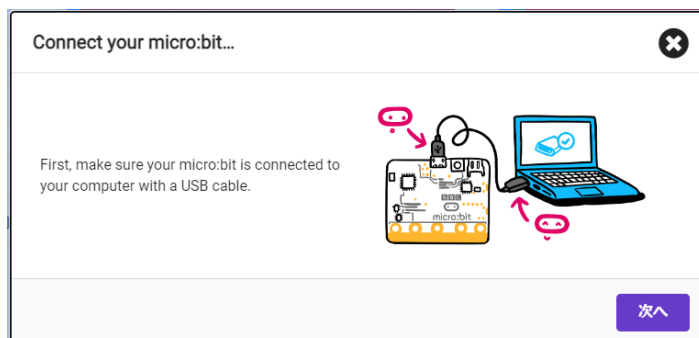 Connect your micro:bit...
First, make sure your micro:bit is connected to
your computer with a USB cable.
BBC
micro:bit
次へ